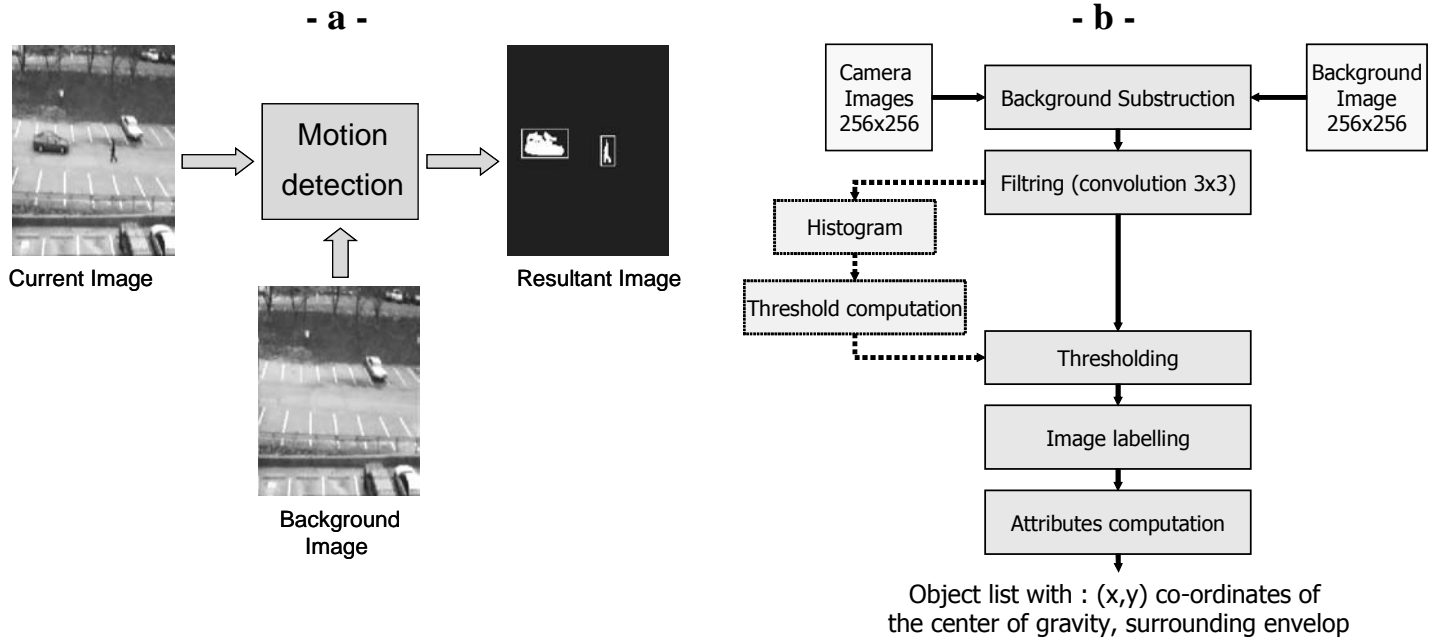 - a -
Current Image
Motion
detection
Background
Image
Resultant Image
- b -
Camera
Images
256x256
Background Substruction
Background
Image
256x256
Filtring (convolution 3x3)
Histogram
Threshold computation
Thresholding
Image labelling
Attributes computation
Object list with : (x,y) co-ordinates of
the center of gravity, surrounding envelop